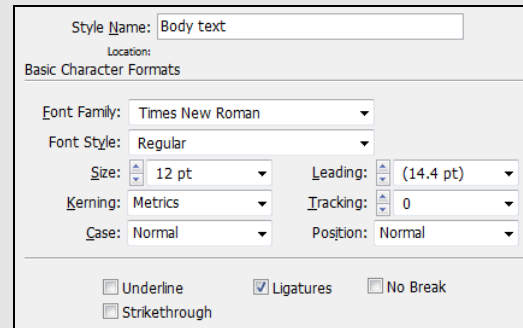 Style Name: Body text
Location:
Basic Character Formats
Font Family: Times New Roman
Font Style: Regular
Size: 12 pt Leading: (14.4 pt)
Kerning: Metrics Tracking: 0
Case: Normal Position: Normal
Underline Ligatures No Break
Strikethrough